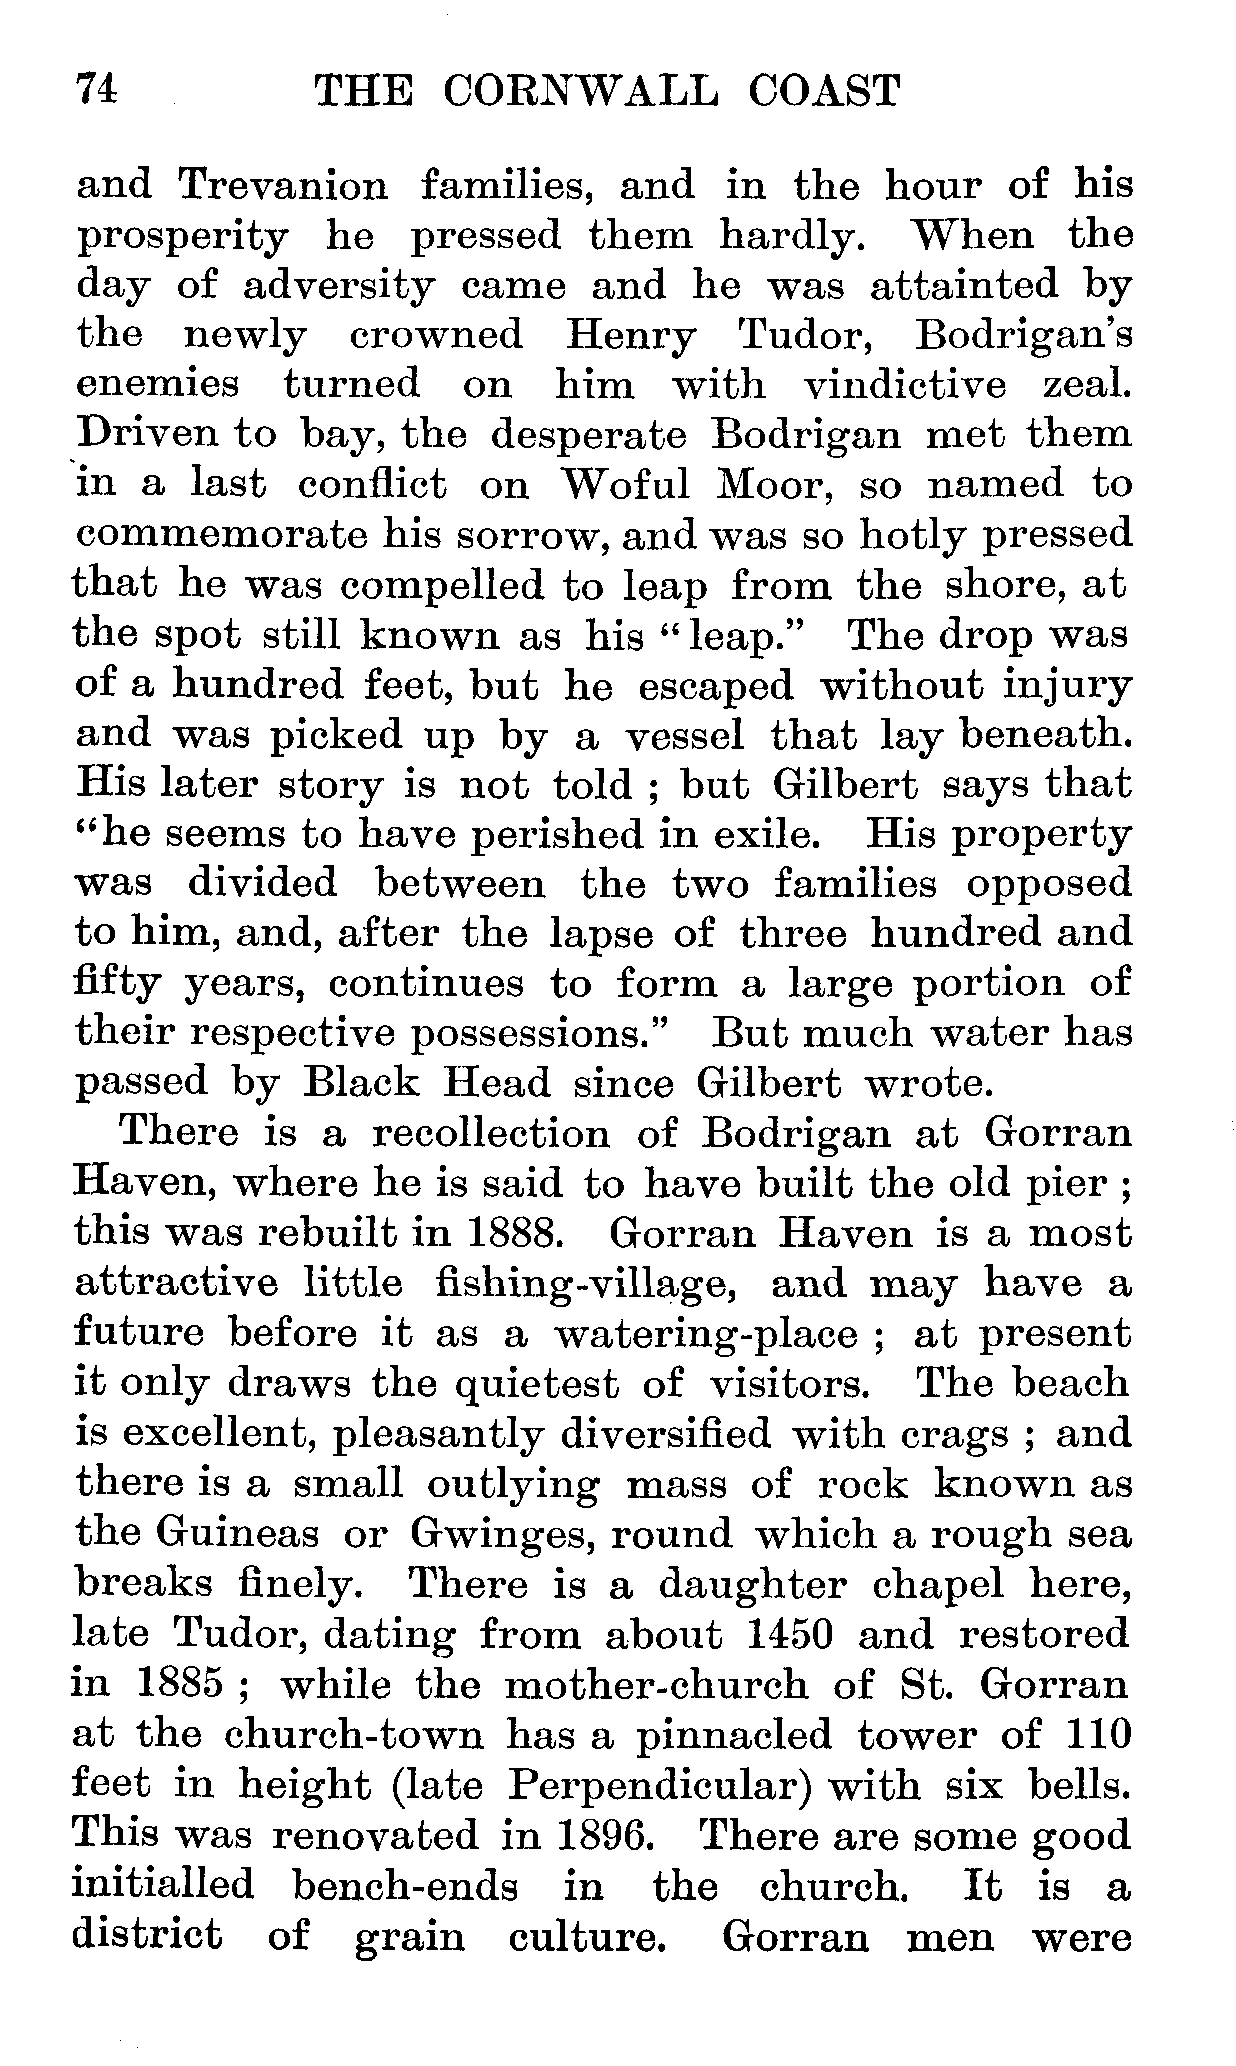 74 THE CORNWALL COAST
and Trevanion families, and in the hour of his
prosperity he pressed them hardly. When the
day of adversity came and he was attainted by
the newly crowned Henry Tudor, Bodrigan's
enemies turned on him with vindictive zeal.
Driven to bay, the desperate Bodrigan met them
in a last conflict on Woful Moor, so named to
commemorate his sorrow, and was so hotly pressed
that he was compelled to leap from the shore, at
the spot still known as his “leap.” The drop was
of a hundred feet, but he escaped without injury
and was picked up by a vessel that lay beneath.
His later story is not told ; but Gilbert says that
“he seems to have perished in exile. His property
was divided between the two families opposed
to him, and, after the lapse of three hundred and
fifty years, continues to form a large portion of
their respective possessions.” But much water has
passed by Black Head since Gilbert wrote.
There is a recollection of Bodrigan at Gorran
Haven, where he is said to have built the old pier ;
this was rebuilt in 1888. Gorran Haven is a most
attractive little fishing-village, and may have a
future before it as a watering-place ; at present
it only draws the quietest of visitors. The beach
is excellent, pleasantly diversified with crags ; and
there is a small outlying mass of rock known as
the Guineas or Gwinges, round which a rough sea
breaks finely. There is a daughter chapel here,
late Tudor, dating from about 1450 and restored
in 1885 ; while the mother-church of St. Gorran
at the church-town has a pinnacled tower of 110
feet in height (late Perpendicular) with six bells.
This was renovated in 1896. There are some good
initialled bench-ends in the church. It is a
district of grain culture. Gorran men were